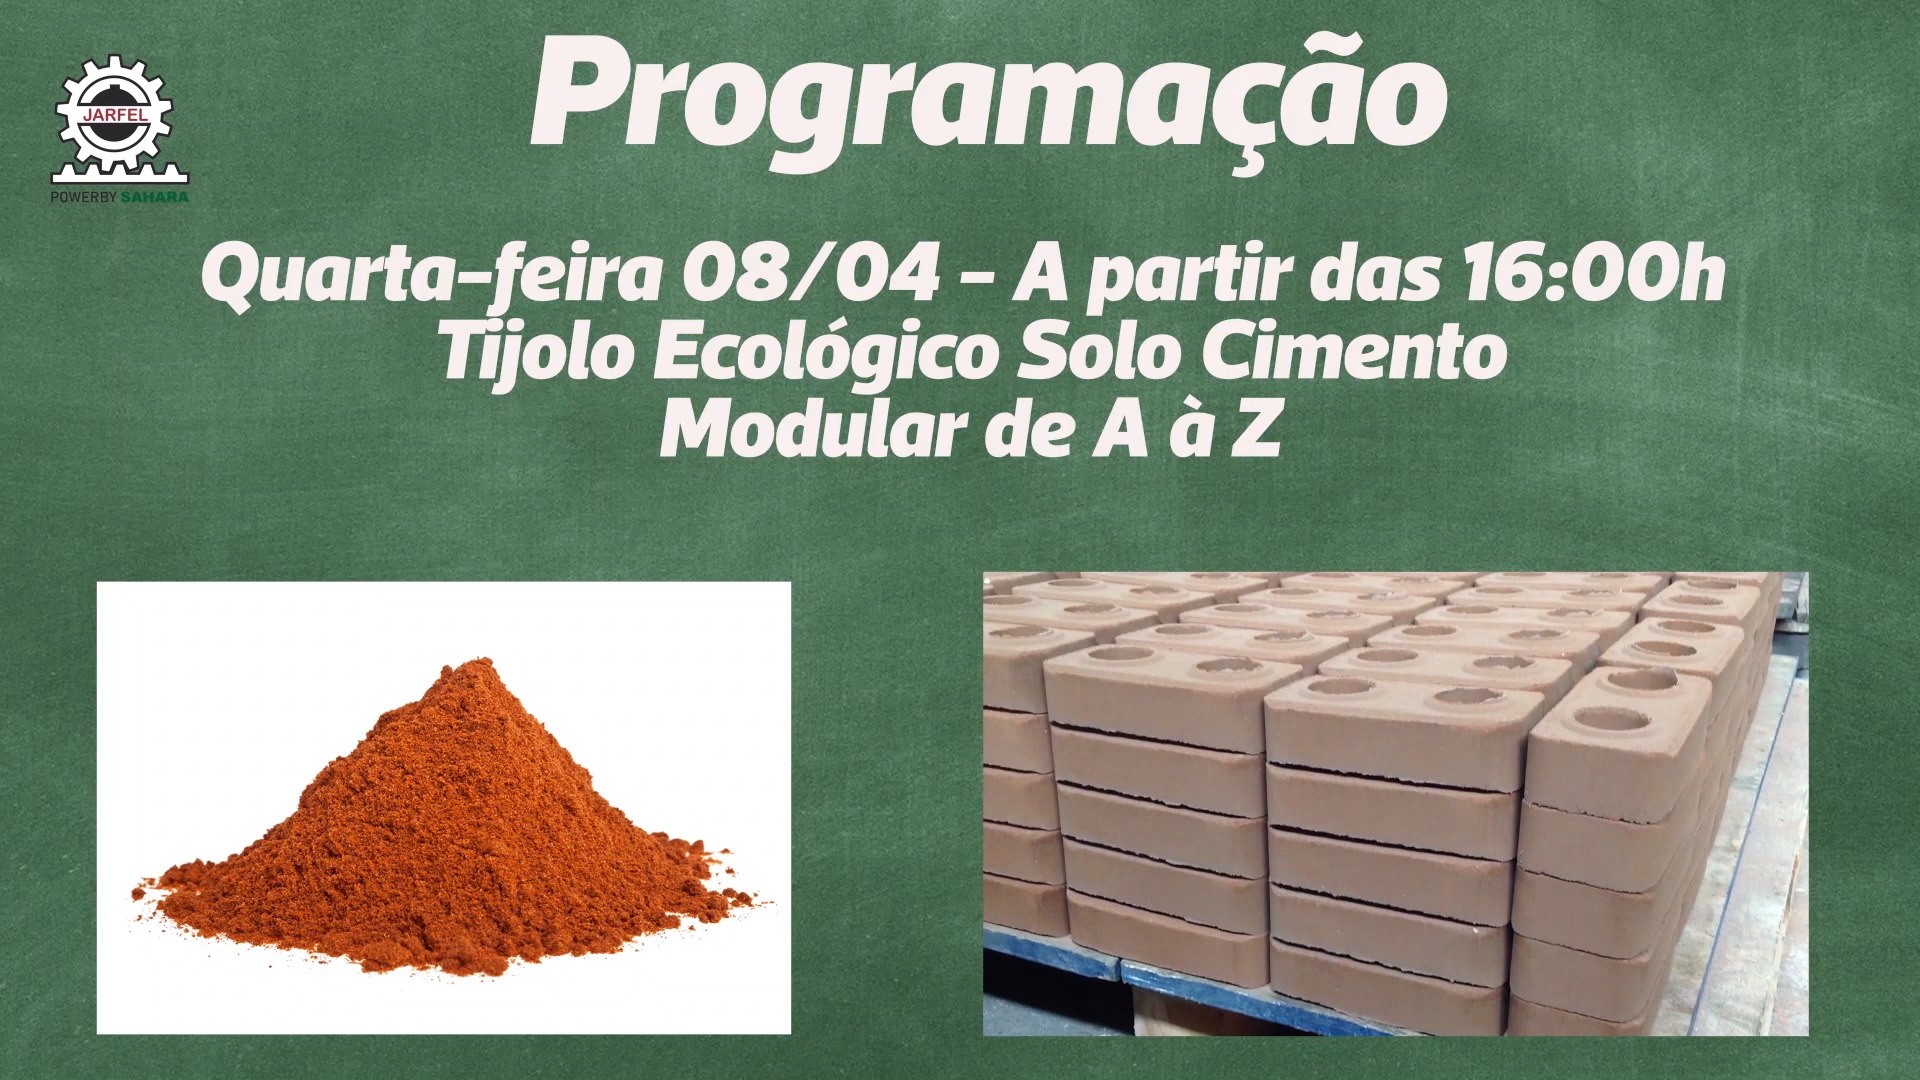 Programação
JARFEL
POWERBY SAHARA
Quarta-feira 08/04 - A partir das 16:00h
Tijolo Ecológico Solo Cimento
Modular de A à Z